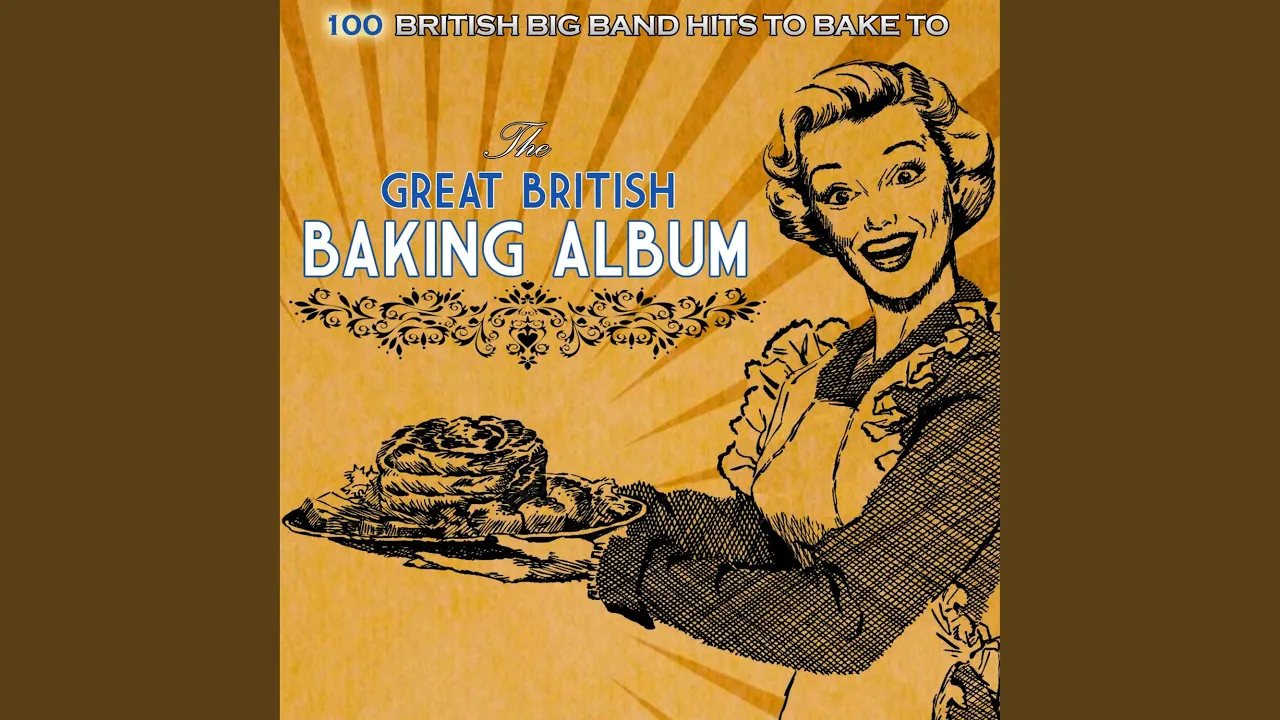 100 BRITISH BIG BAND HITS TO BAKE TO
The
GREAT BRITISH
BAKING ALBUM